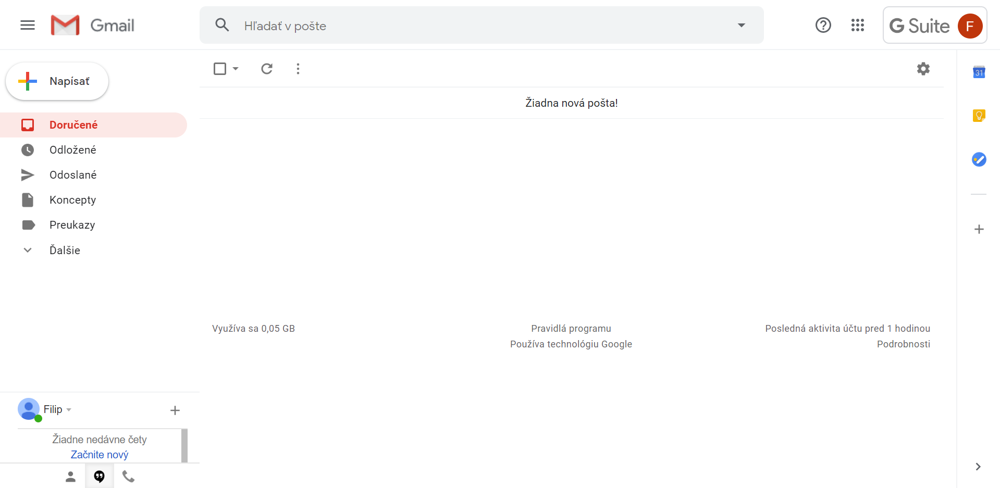 Gmail
Hľadať v pošte
G Suite
F
Napísať
31
Žiadna nová pošta!
Doručené
Odložené
Odoslané
Koncepty
Preukazy
Ďalšie
Využíva sa 0,05 GB
Pravidlá programu
Používa technológiu Google
Posledná aktivita účtu pred 1 hodinou
Podrobnosti
Filip
Žiadne nedávne čety
Začnite nový